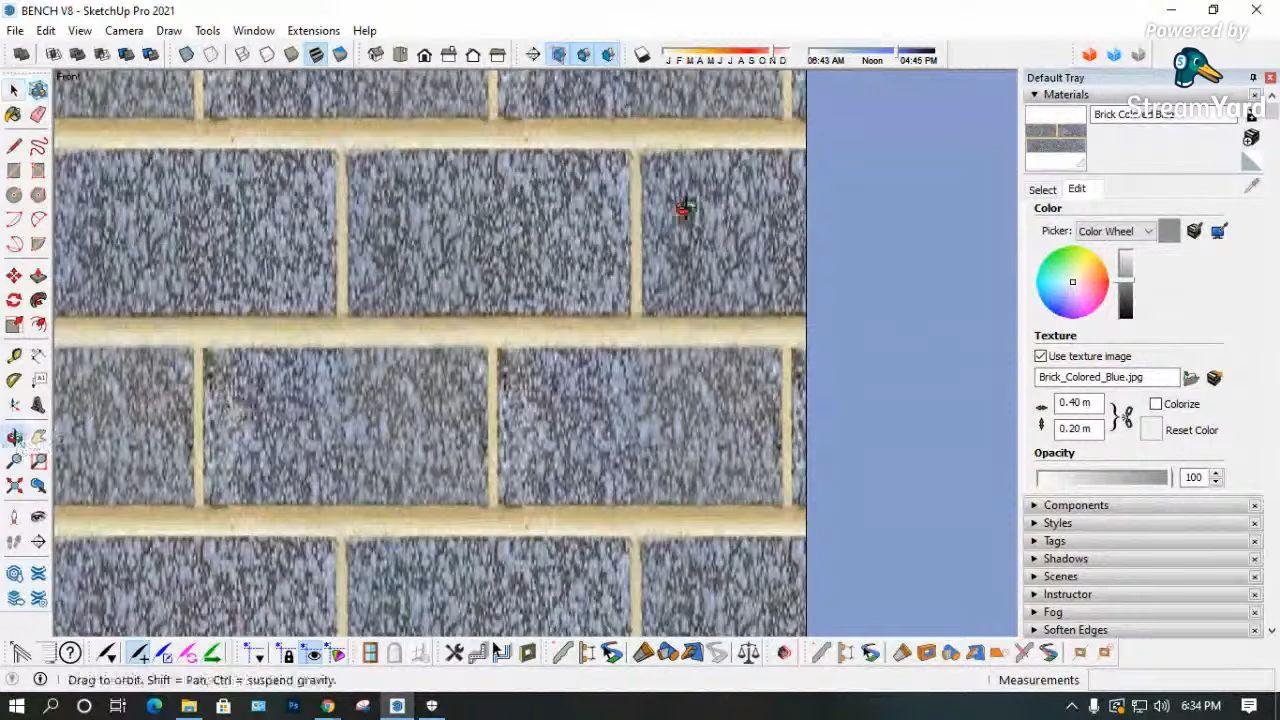 BENCH V8 - SketchUp Pro 2021
File Edit View Camera Draw Tools Window Extensions Help
Powered by
StreamYard
J F M A M J J A S O N D
06:43 AM Noon 04:45 PM
Front
Default Tray
Materials
Select Edit
Color
Picker: Color Wheel
Texture
Use texture image
Brick_Colored_Blue.jpg
0.40 m Colorize
0.20 m Reset Color
Opacity
100
Components
Styles
Tags
Shadows
Scenes
Instructor
Fog
Soften Edges
Drag to orbit. Shift = Pan, Ctrl = suspend gravity.
Measurements
6:34 PM